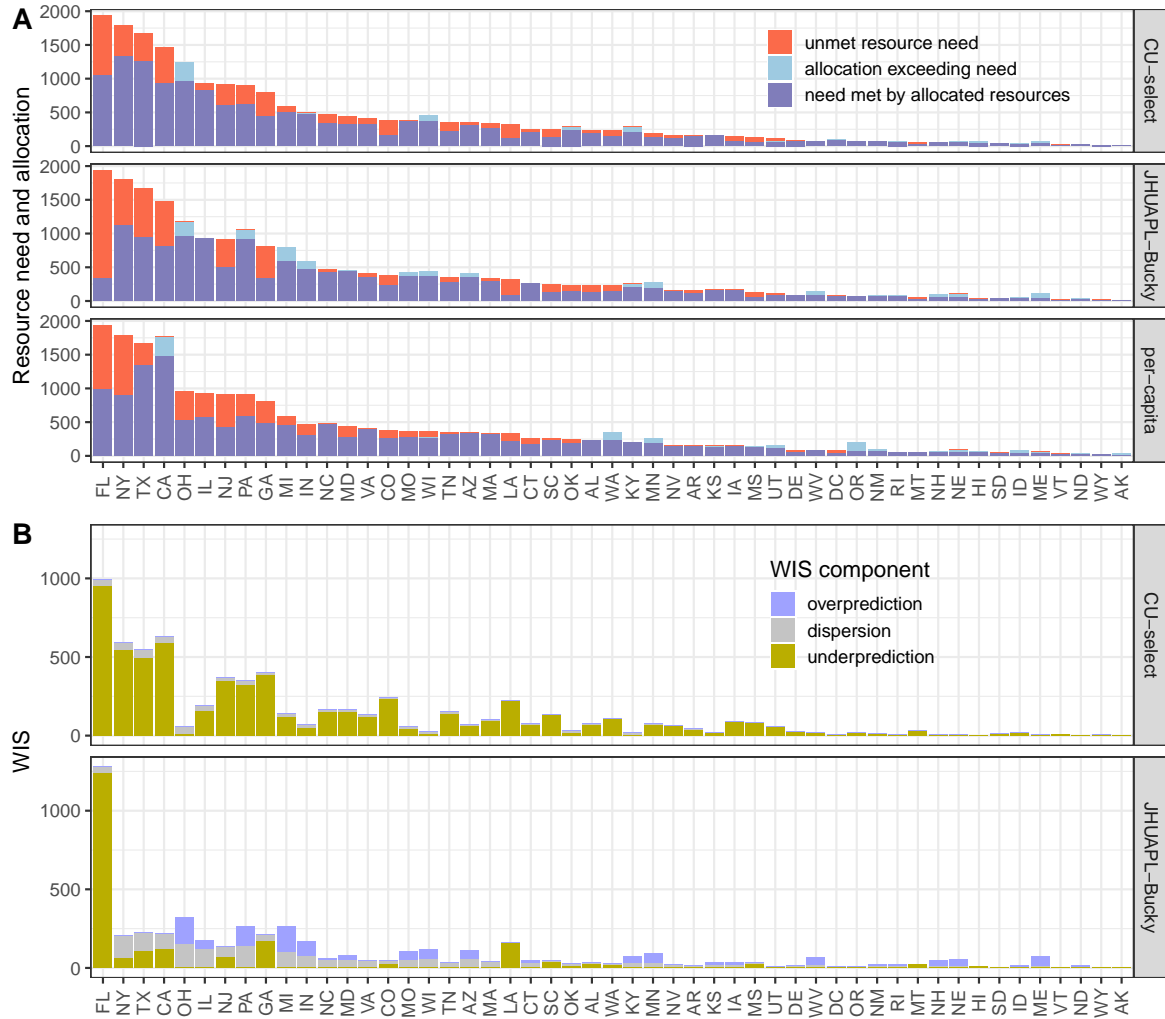 A
Resource need and allocation
2000
1500
1000
500
0
unmet resource need
allocation exceeding need
need met by allocated resources
CU−select
2000
1500
1000
500
0
JHUAPL−Bucky
2000
1500
1000
500
0
per−capita
FL NY TX CA OH IL NJ PA GA MI IN NC MD VA CO MO WI TN AZ MA LA CT SC OK AL WA KY MN NV AR KS IA MS UT DE WV DC OR NM RI MT NH NE HI SD ID ME VT ND WY AK
B
WIS
1000
500
0
WIS component
overprediction
dispersion
underprediction
CU−select
1000
500
0
JHUAPL−Bucky
FL NY TX CA OH IL NJ PA GA MI IN NC MD VA CO MO WI TN AZ MA LA CT SC OK AL WA KY MN NV AR KS IA MS UT DE WV DC OR NM RI MT NH NE HI SD ID ME VT ND WY AK